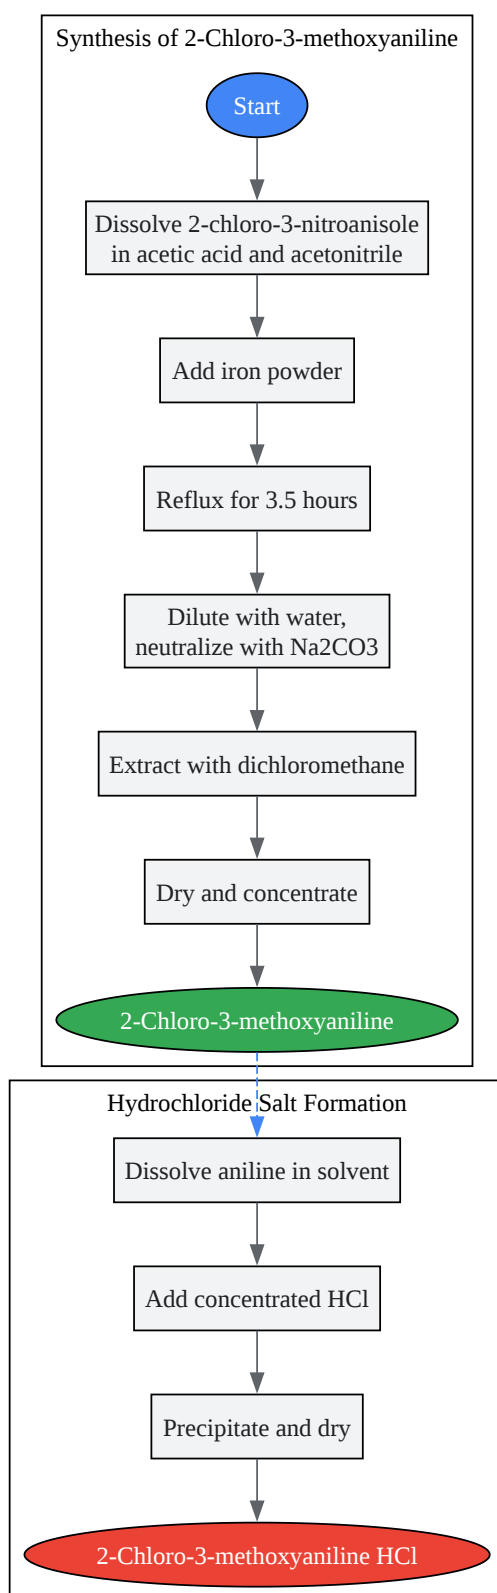 Synthesis of 2-Chloro-3-methoxyaniline
Start
Dissolve 2-chloro-3-nitroanisole
in acetic acid and acetonitrile
Add iron powder
Reflux for 3.5 hours
Dilute with water,
neutralize with Na2CO3
Extract with dichloromethane
Dry and concentrate
2-Chloro-3-methoxyaniline
Hydrochloride Salt Formation
Dissolve aniline in solvent
Add concentrated HCl
Precipitate and dry
2-Chloro-3-methoxyaniline HCl